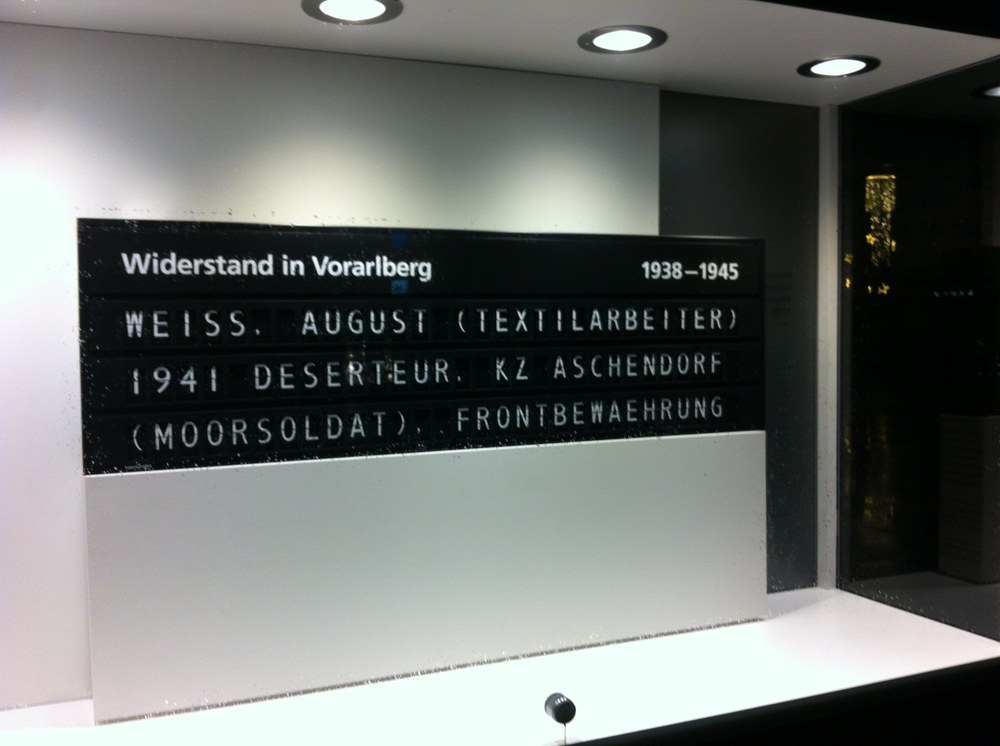 Widerstand in Vorarlberg 1938–1945
WEISS, AUGUST (TEXTILARBEITER)
1941 DESERTEUR, KZ ASCHENDORF
(MOORSOLDAT), FRONTBEWAEHRUNG